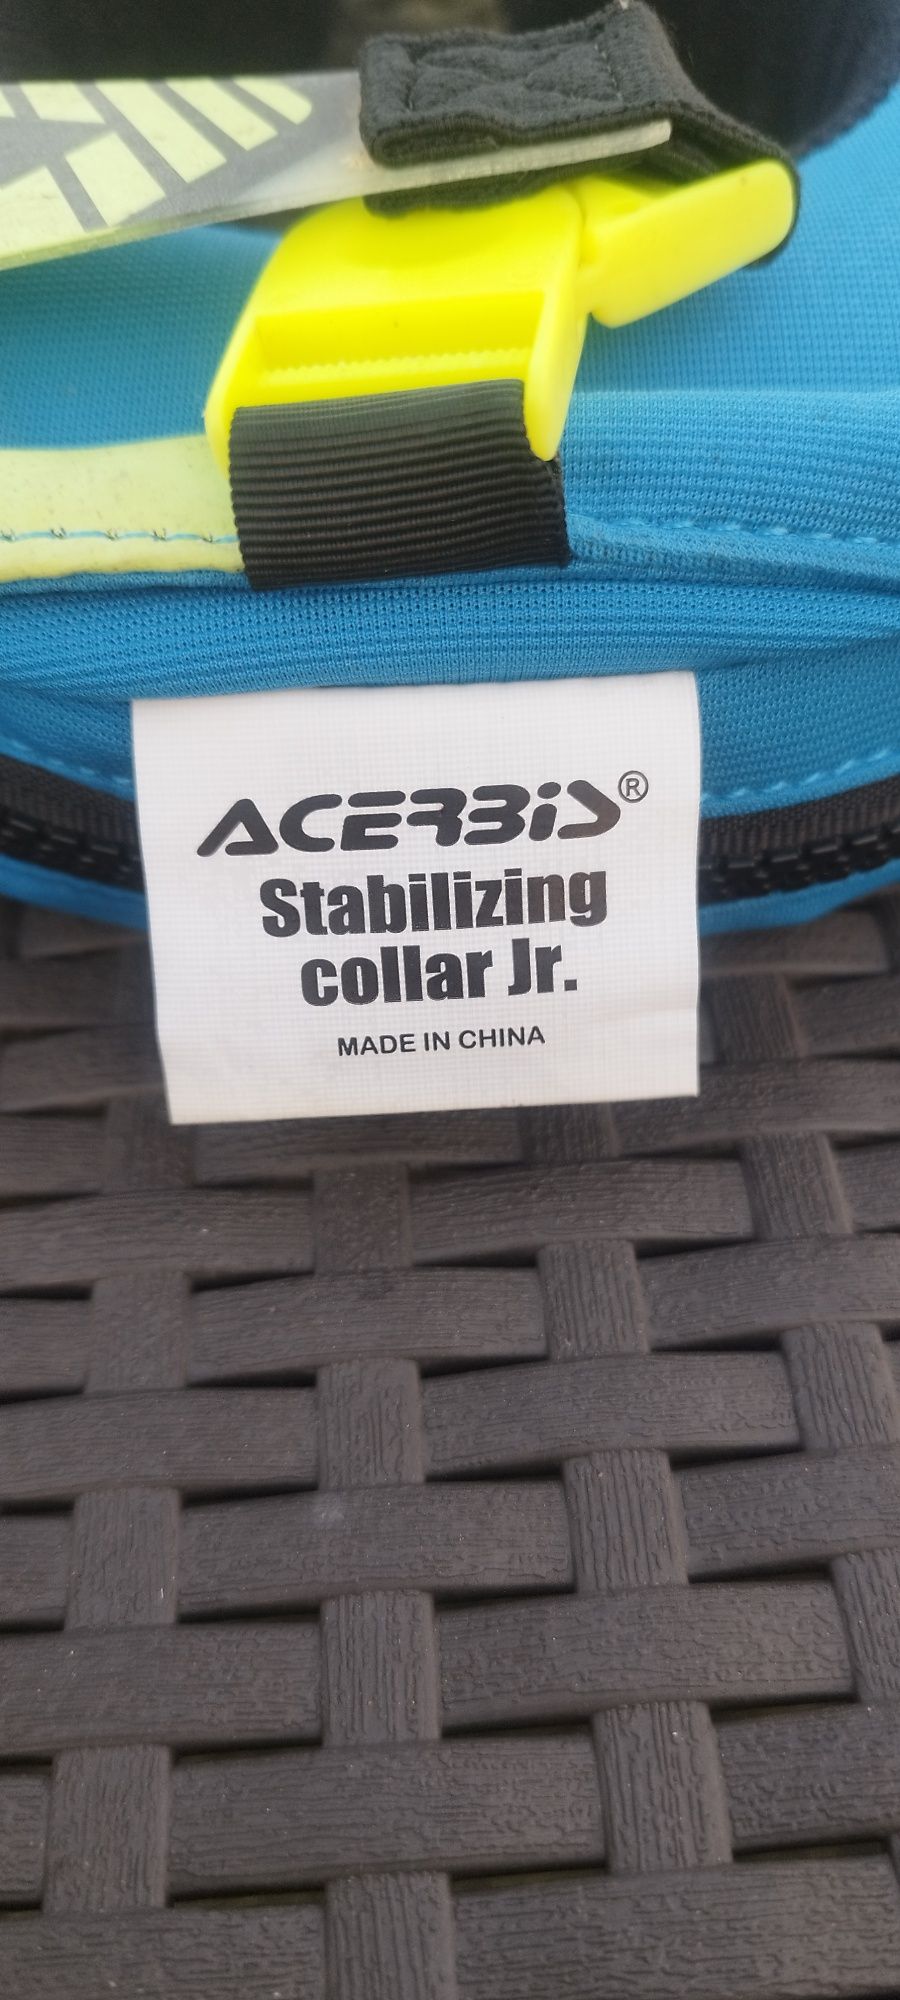 ACERBIS®
Stabilizing
collar Jr.
MADE IN CHINA